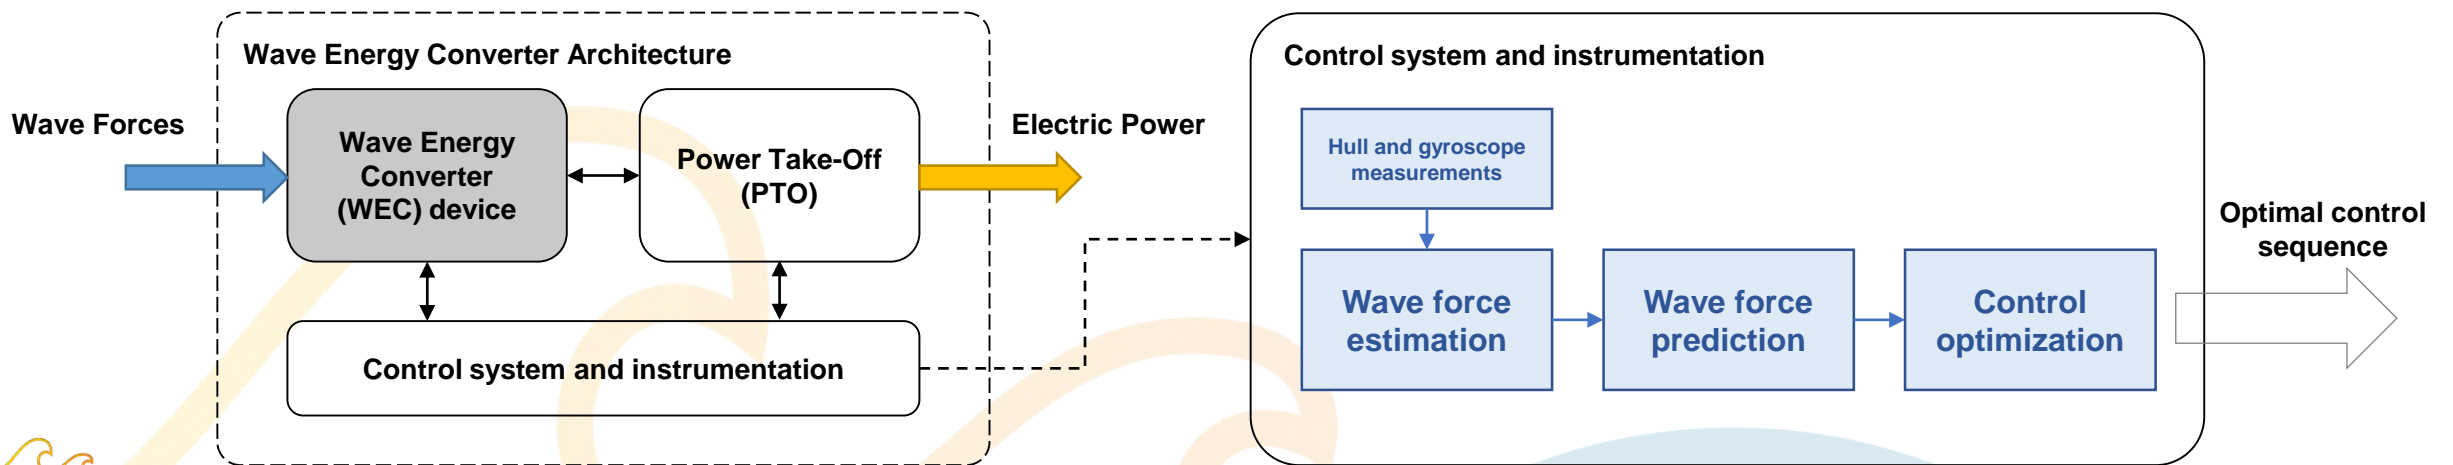 Wave Energy Converter Architecture
Wave Forces
Wave Energy
Converter
(WEC) device
Power Take-Off
(PTO)
Electric Power
Control system and instrumentation
Control system and instrumentation
Hull and gyroscope
measurements
Wave force
estimation
Wave force
prediction
Control
optimization
Optimal control
sequence